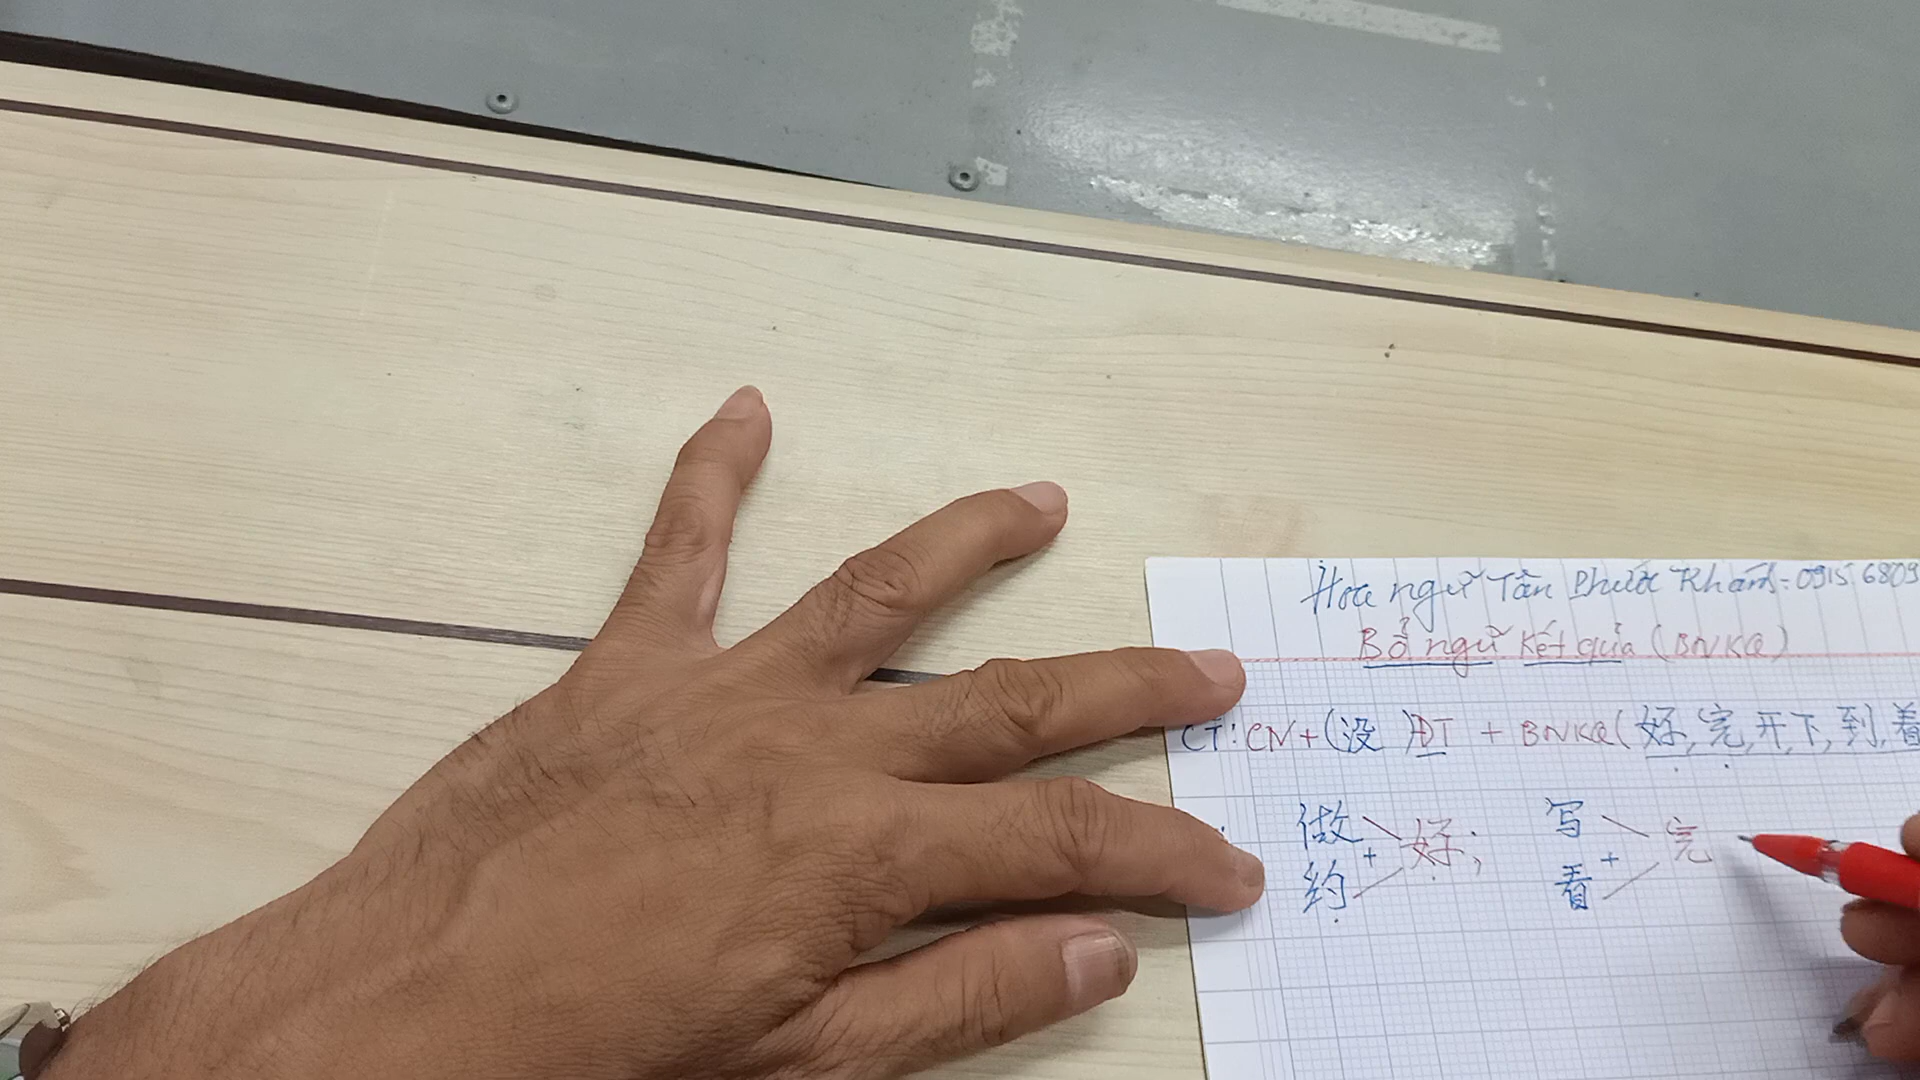 Hoa ngữ Tân Phước Khánh: 0915 6809
Bổ ngữ kết quả (BNKQ)
CT: CN + (没 ) ĐT + BNKQ ( 好, 完, 开, 下, 到, 着
做 + 好 ; 写 + 完
约 看